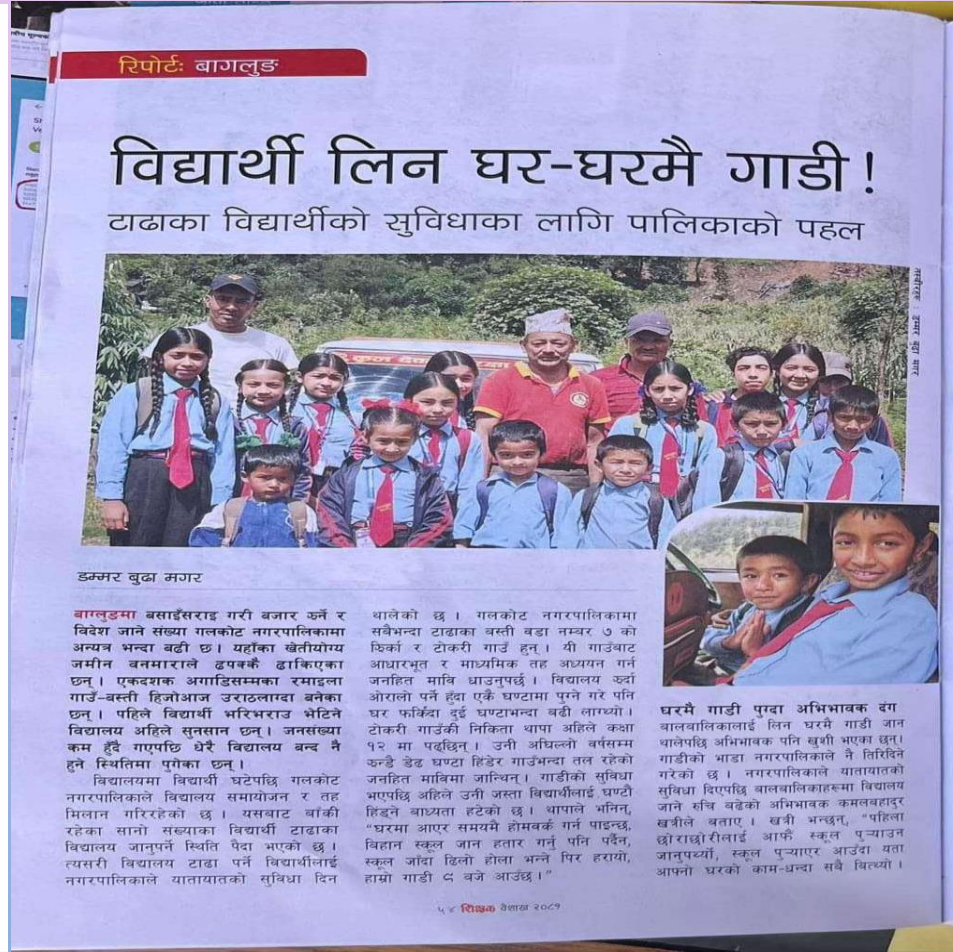 रिपोर्टः बागलुङ
विद्यार्थी लिन घर-घरमै गाडी !
टाढाका विद्यार्थीको सुविधाका लागि पालिकाको पहल
तस्बीरहरू : डम्मर बुढा मगर
डम्मर बुढा मगर
बाग्लुङमा बसाइँसराइ गरी बजार झर्ने र
विदेश जाने संख्या गलकोट नगरपालिकामा
अन्यत्र भन्दा बढी छ। यहाँका खेतीयोग्य
जमीन वनमाराले ढपक्कै ढाकिएका
छन्। एकदशक अगाडिसम्मका रमाइला
गाउँ-बस्ती हिजोआज उराठलाग्दा बनेका
छन्। पहिले विद्यार्थी भरिभराउ भेटिने
विद्यालय अहिले सुनसान छन्। जनसंख्या
कम हुँदै गएपछि धेरै विद्यालय बन्द नै
हुने स्थितिमा पुगेका छन्।
विद्यालयमा विद्यार्थी घटेपछि गलकोट
नगरपालिकाले विद्यालय समायोजन र तह
मिलान गरिरहेको छ। यसबाट बाँकी
रहेका सानो संख्याका विद्यार्थी टाढाका
विद्यालय जानुपर्ने स्थिति पैदा भएको छ।
त्यसरी विद्यालय टाढा पर्ने विद्यार्थीलाई
नगरपालिकाले यातायातको सुविधा दिन
थालेको छ। गलकोट नगरपालिकामा
सबैभन्दा टाढाका बस्ती वडा नम्बर ७ को
झिर्का र टोकरी गाउँ हुन्। यी गाउँबाट
आधारभूत र माध्यमिक तह अध्ययन गर्न
जनहित मावि धाउनुपर्छ। विद्यालय झर्दा
ओरालो पर्ने हुँदा एकै घण्टामा पुग्ने गरे पनि
घर फर्किदा दुई घण्टाभन्दा बढी लाग्थ्यो।
टोकरी गाउँकी निकिता थापा अहिले कक्षा
१२ मा पढ्छिन्। उनी अघिल्लो वर्षसम्म
झन्डै डेढ घण्टा हिंडेर गाउँभन्दा तल रहेको
जनहित माविमा जान्थिन्। गाडीको सुविधा
भएपछि अहिले उनी जस्ता विद्यार्थीलाई घण्टौं
हिंड्ने बाध्यता हटेको छ। थापाले भनिन्,
"घरमा आएर समयमै होमवर्क गर्न पाइन्छ,
बिहान स्कूल जान हतार गर्नु पनि पर्दैन,
स्कूल जाँदा ढिलो होला भन्ने पिर हरायो,
हाम्रो गाडी ८ बजे आउँछ।"
घरमै गाडी पुग्दा अभिभावक दंग
बालबालिकालाई लिन घरमै गाडी जान
थालेपछि अभिभावक पनि खुशी भएका छन्।
गाडीको भाडा नगरपालिकाले नै तिरिदिने
गरेको छ। नगरपालिकाले यातायातको
सुविधा दिएपछि बालबालिकाहरूमा विद्यालय
जाने रुचि बढेको अभिभावक कमलबहादुर
खत्रीले बताए। खत्री भन्छन्, "पहिला
छोराछोरीलाई आफैं स्कूल पुऱ्याउन
जानुपर्थ्यो, स्कूल पुऱ्याएर आउँदा यता
आफ्नो घरको काम-धन्दा सबै बित्थ्यो।
५४ शिक्षक वैशाख २०८१